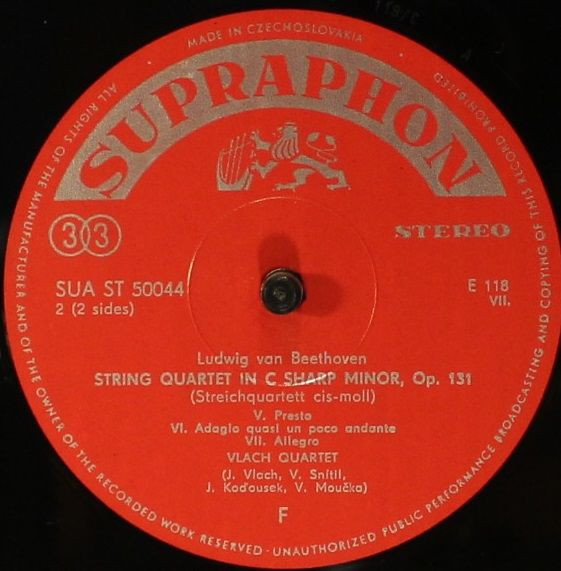 MADE IN CZECHOSLOVAKIA
SUPRAPHON
33
STEREO
SUA ST 50044
2 (2 sides)
E 118
VII.
Ludwig van Beethoven
STRING QUARTET IN C SHARP MINOR, Op. 131
(Streichquartett cis-moll)
V. Presto
VI. Adagio quasi un poco andante
VII. Allegro
VLACH QUARTET
(J. Vlach, V. Snítil,
J. Koďousek, V. Moučka)
F
ALL RIGHTS OF THE MANUFACTURER AND OF THE OWNER OF THE RECORDED WORK RESERVED - UNAUTHORIZED PUBLIC PERFORMANCE BROADCASTING AND COPYING OF THIS RECORD PROHIBITED